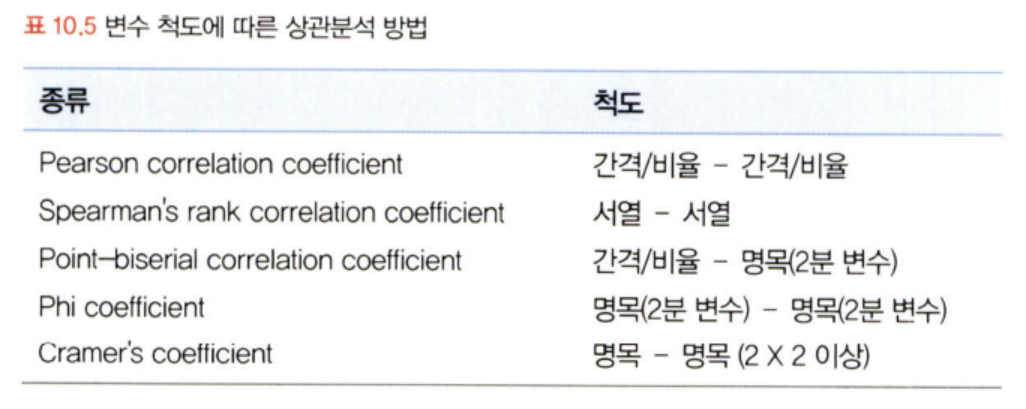 표 10.5 변수 척도에 따른 상관분석 방법
종류 척도
Pearson correlation coefficient 간격/비율 - 간격/비율
Spearman's rank correlation coefficient 서열 - 서열
Point-biserial correlation coefficient 간격/비율 - 명목(2분 변수)
Phi coefficient 명목(2분 변수) - 명목(2분 변수)
Cramer's coefficient 명목 - 명목 (2 X 2 이상)